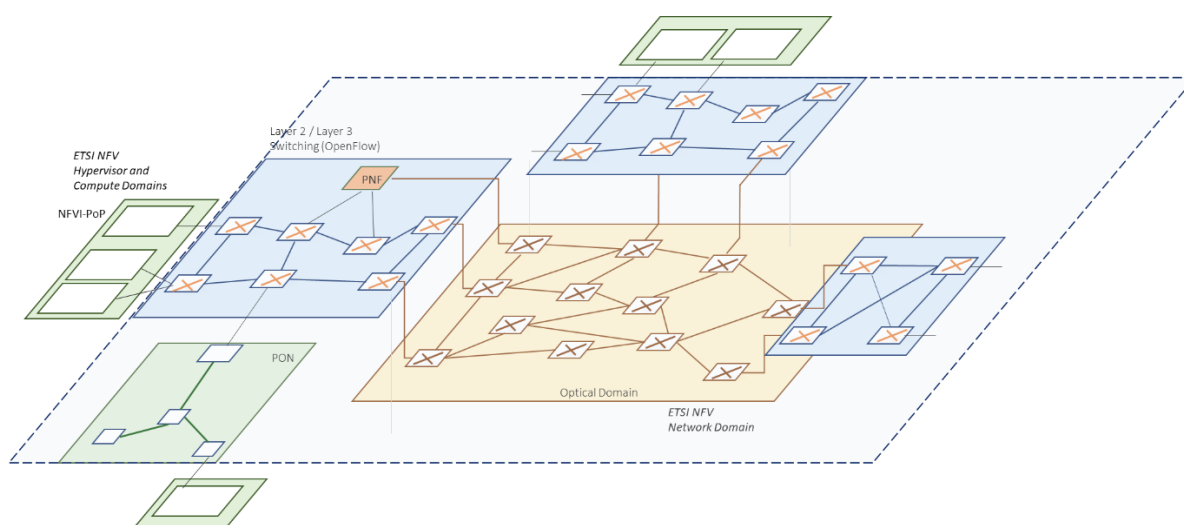 Layer 2 / Layer 3
Switching (OpenFlow)
ETSI NFV
Hypervisor and
Compute Domains
PNF
NFVI-PoP
PON
Optical Domain
ETSI NFV
Network Domain